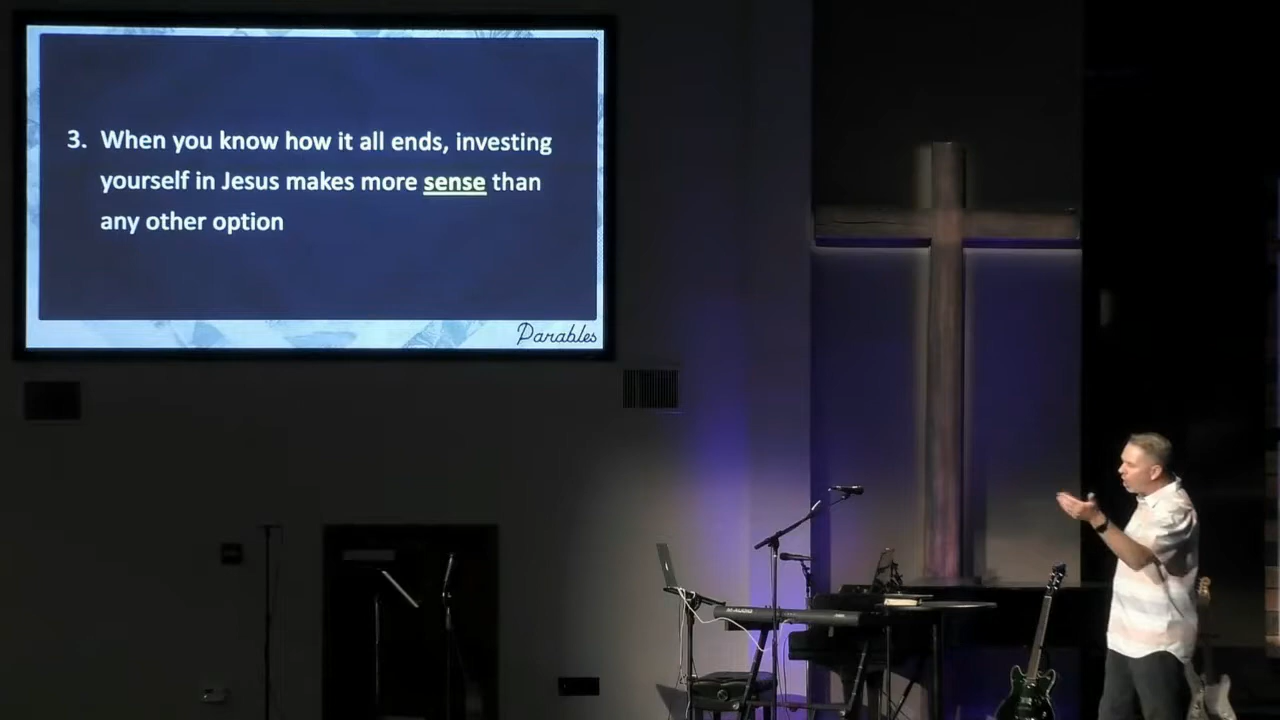 3. When you know how it all ends, investing
yourself in Jesus makes more sense than
any other option
Parables